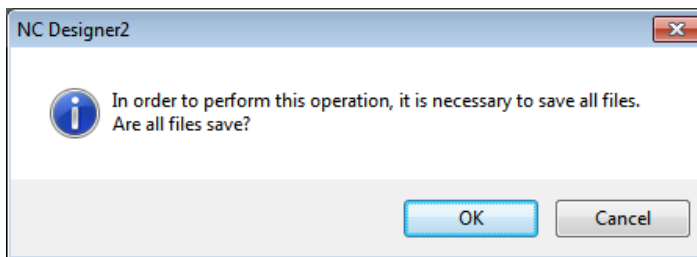 NC Designer2
In order to perform this operation, it is necessary to save all files.
Are all files save?
OK
Cancel